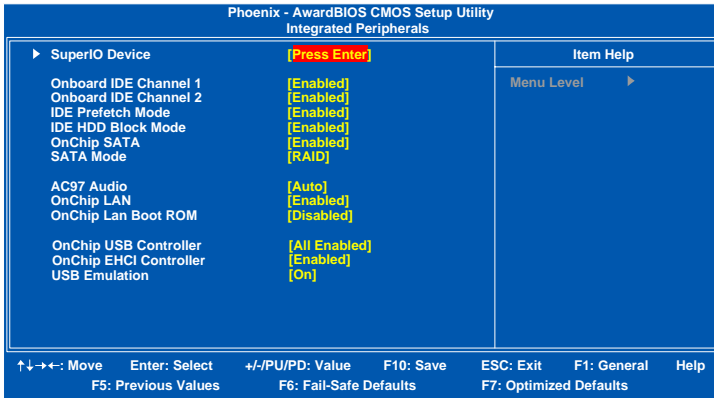 Phoenix - AwardBIOS CMOS Setup Utility
Integrated Peripherals
SuperIO Device [Press Enter]
Item Help
Menu Level
Onboard IDE Channel 1 [Enabled]
Onboard IDE Channel 2 [Enabled]
IDE Prefetch Mode [Enabled]
IDE HDD Block Mode [Enabled]
OnChip SATA [Enabled]
SATA Mode [RAID]
AC97 Audio [Auto]
OnChip LAN [Enabled]
OnChip Lan Boot ROM [Disabled]
OnChip USB Controller [All Enabled]
OnChip EHCI Controller [Enabled]
USB Emulation [On]
↑↓→←: Move Enter: Select +/-/PU/PD: Value F10: Save ESC: Exit F1: General Help
F5: Previous Values F6: Fail-Safe Defaults F7: Optimized Defaults